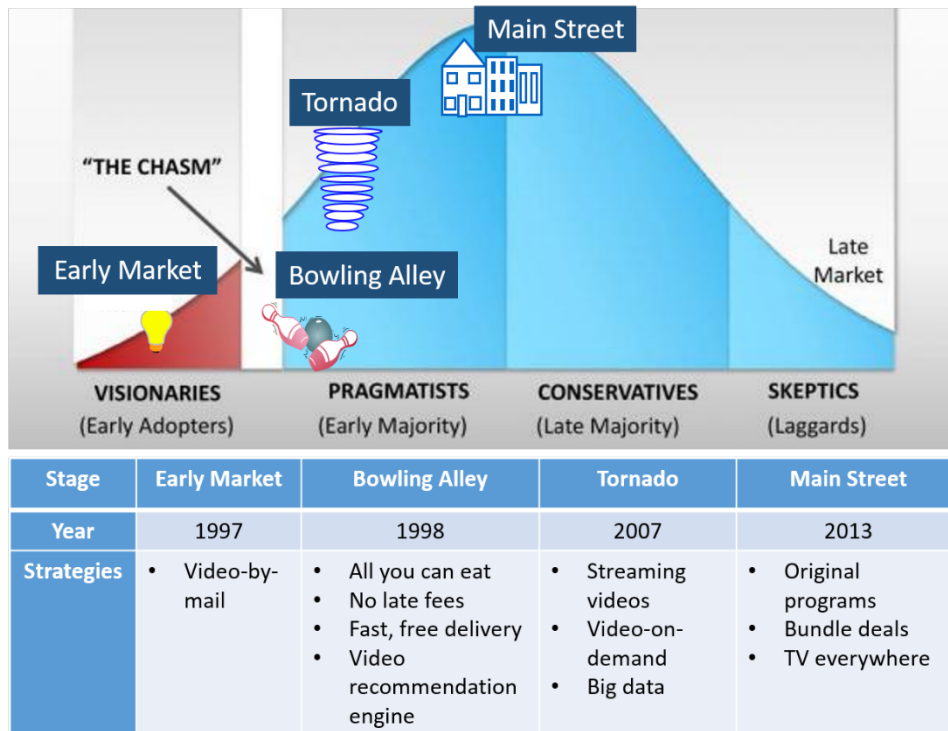 Main Street
Tornado
"THE CHASM"
Early Market
Bowling Alley
Late
Market
VISIONARIES
(Early Adopters)
PRAGMATISTS
(Early Majority)
CONSERVATIVES
(Late Majority)
SKEPTICS
(Laggards)
Stage Early Market Bowling Alley Tornado Main Street
Year 1997 1998 2007 2013
Strategies
• Video-by-
mail
• All you can eat
• No late fees
• Fast, free delivery
• Video
recommendation
engine
• Streaming
videos
• Video-on-
demand
• Big data
• Original
programs
• Bundle deals
• TV everywhere